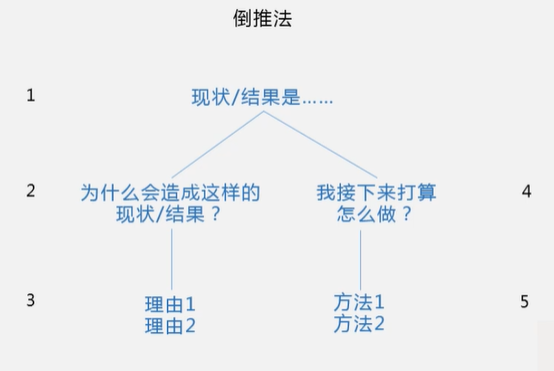 倒推法
1
现状/结果是……
2
为什么会造成这样的
现状/结果？
我接下来打算
怎么做？
4
3
理由1
理由2
方法1
方法2
5